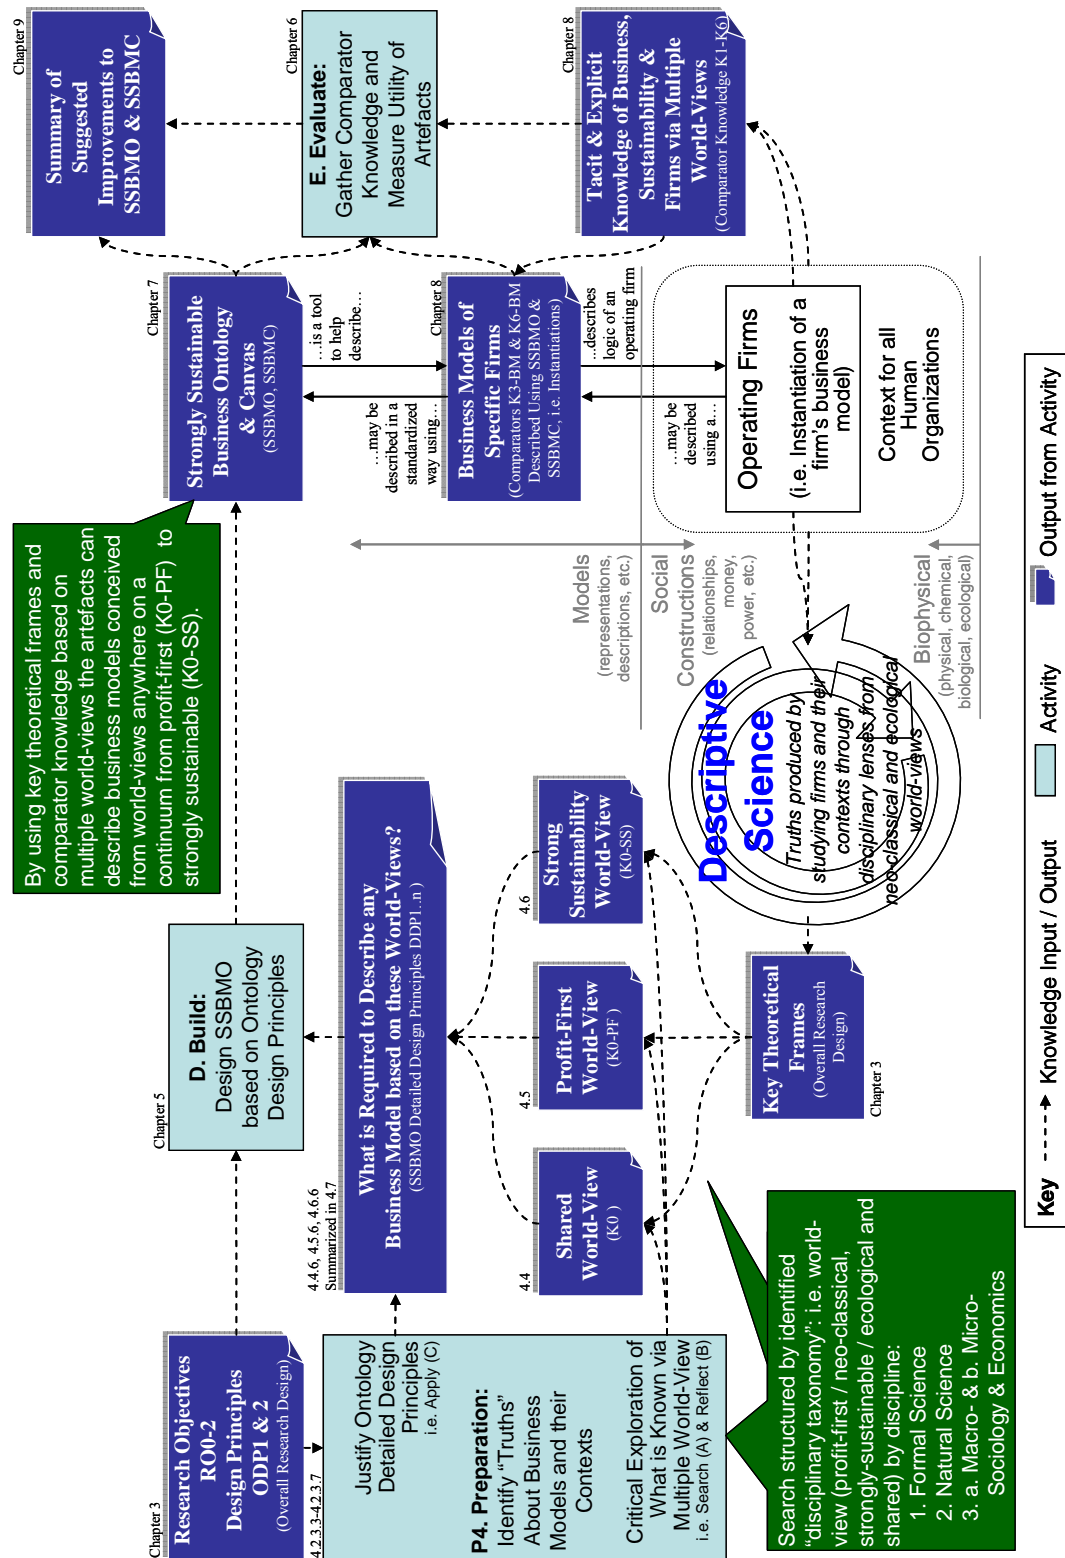 Chapter 3
Research Objectives
RO0-2
Design Principles
ODP1 & 2
(Overall Research Design)
4.2.3.3-4.2.3.7
Justify Ontology
Detailed Design
Principles
i.e. Apply (C)
P4. Preparation:
Identify “Truths”
About Business
Models and their
Contexts
Critical Exploration of
What is Known via
Multiple World-View
i.e. Search (A) & Reflect (B)
Search structured by identified
“disciplinary taxonomy”: i.e. world-
view (profit-first / neo-classical,
strongly-sustainable / ecological and
shared) by discipline:
1. Formal Science
2. Natural Science
3. a. Macro- & b. Micro-
Sociology & Economics
Chapter 5
D. Build:
Design SSBMO
based on Ontology
Design Principles
4.4.6, 4.5.6, 4.6.6
Summarized in 4.7
What is Required to Describe any
Business Model based on these World-Views?
(SSBMO Detailed Design Principles DDP1..n)
4.4
Shared
World-View
(K0 )
4.5
Profit-First
World-View
(K0-PF)
4.6
Strong
Sustainability
World-View
(K0-SS)
Key Theoretical
Frames
(Overall Research
Design)
Chapter 3
By using key theoretical frames and
comparator knowledge based on
multiple world-views the artefacts can
describe business models conceived
from world-views anywhere on a
continuum from profit-first (K0-PF) to
strongly sustainable (K0-SS).
Descriptive
Science
Truths produced by
studying firms and their
contexts through
disciplinary lenses from
neo-classical and ecological
world-views
Models
(representations,
descriptions, etc.)
Social
Constructions
(relationships,
money,
power, etc.)
Biophysical
(physical, chemical,
biological, ecological)
Chapter 7
Strongly Sustainable
Business Ontology
& Canvas
(SSBMO, SSBMC)
…may be
described in a
standardized
way using…
…is a tool
to help
describe…
Chapter 8
Business Models of
Specific Firms
(Comparators K3-BM & K6-BM
Described Using SSBMO &
SSBMC, i.e. Instantiations)
…may be
described
using a…
..describes
logic of an
operating firm
Operating Firms
(i.e. Instantiation of a
firm’s business
model)
Context for all
Human
Organizations
Chapter 9
Summary of
Suggested
Improvements to
SSBMO & SSBMC
Chapter 6
E. Evaluate:
Gather Comparator
Knowledge and
Measure Utility of
Artefacts
Chapter 8
Tacit & Explicit
Knowledge of Business,
Sustainability &
Firms via Multiple
World-Views
(Comparator Knowledge K1-K6)
Key
Knowledge Input / Output
Activity
Output from Activity